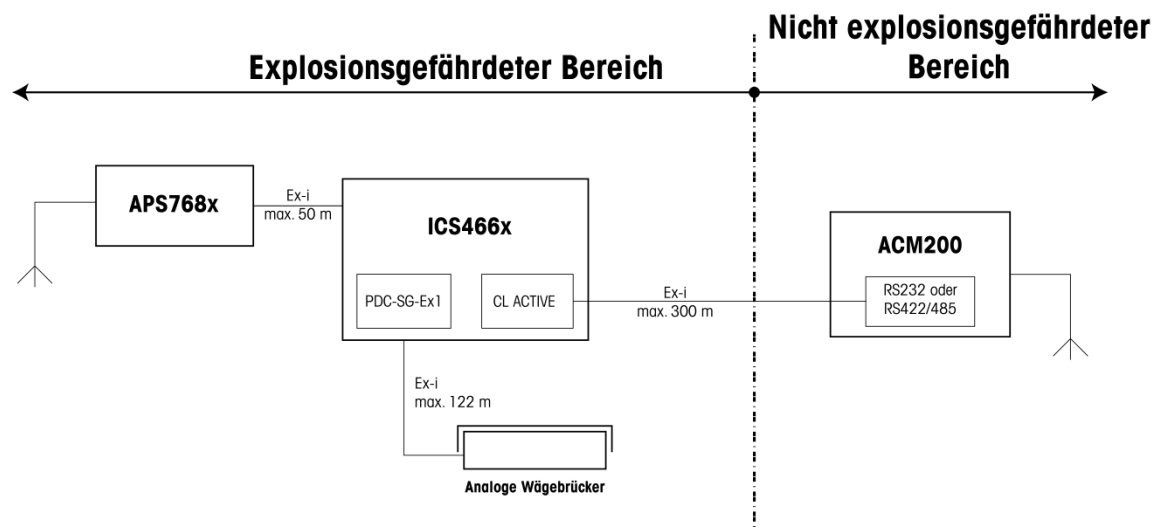 Explosionsgefährdeter Bereich
Nicht explosionsgefährdeter
Bereich
APS768x
Ex-i
max. 50 m
ICS466x
PDC-SG-Ex1
CL ACTIVE
Ex-i
max. 300 m
ACM200
RS232 oder
RS422/485
Ex-i
max. 122 m
Analoge Wägebrücker